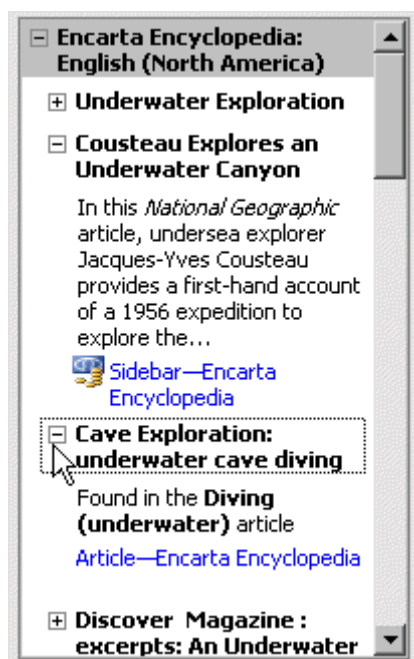 Encarta Encyclopedia:
English (North America)
Underwater Exploration
Cousteau Explores an
Underwater Canyon
In this National Geographic
article, undersea explorer
Jacques-Yves Cousteau
provides a first-hand account
of a 1956 expedition to
explore the...
Sidebar—Encarta
Encyclopedia
Cave Exploration:
underwater cave diving
Found in the Diving
(underwater) article
Article—Encarta Encyclopedia
Discover Magazine :
excerpts: An Underwater